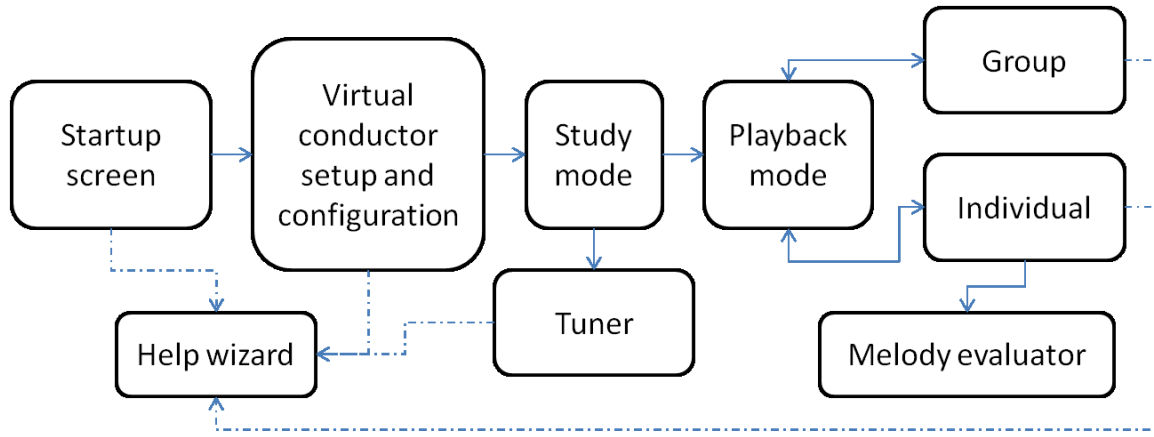 Startup
screen
Virtual
conductor
setup and
configuration
Study
mode
Playback
mode
Group
Individual
Help wizard
Tuner
Melody evaluator